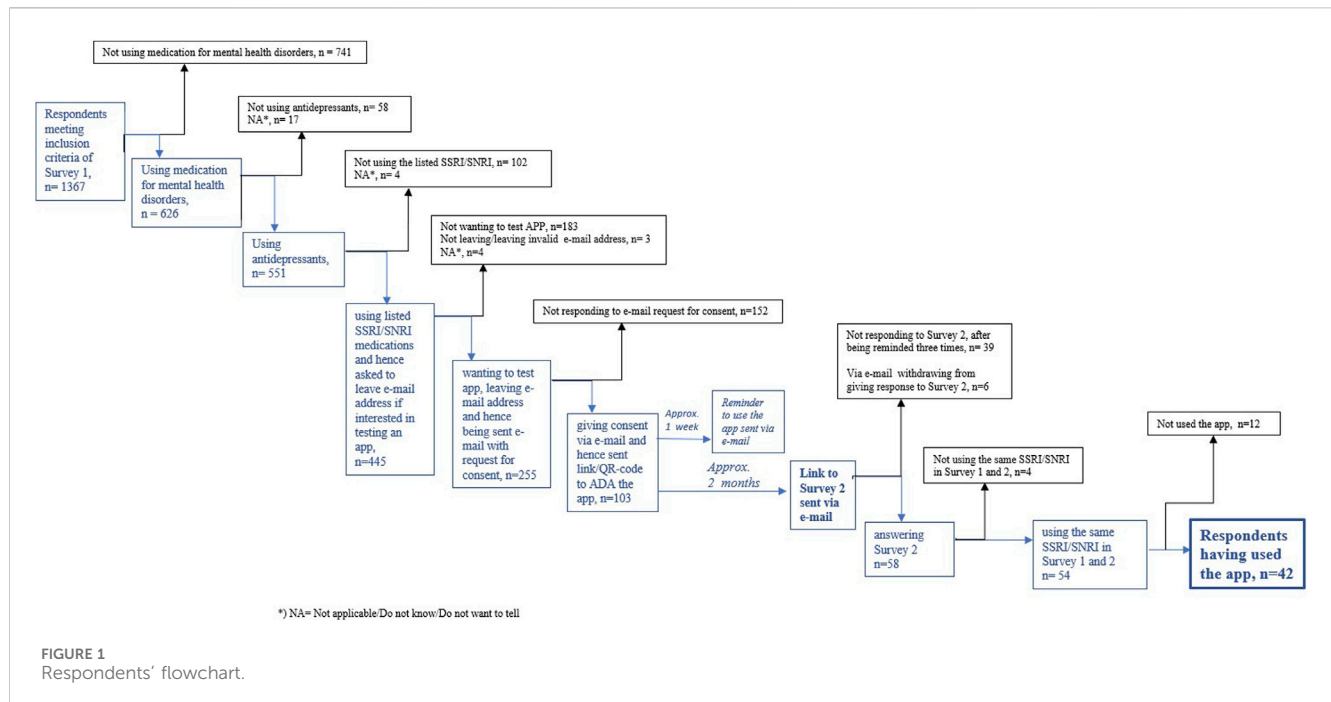 Not using medication for mental health disorders, n = 741
Respondents
meeting
inclusion
criteria of
Survey 1,
n= 1367
Not using antidepressants, n= 58
NA*, n= 17
Using medication
for mental health
disorders,
n = 626
Not using the listed SSRI/SNRI, n= 102
NA*, n= 4
Using
antidepressants,
n= 551
Not wanting to test APP, n=183
Not leaving/leaving invalid e-mail address, n= 3
NA*, n=4
using listed
SSRI/SNRI
medications
and hence
asked to
leave e-mail
address if
interested in
testing an
app,
n=445
Not responding to e-mail request for consent, n=152
wanting to test
app, leaving e-
mail address
and hence
being sent e-
mail with
request for
consent, n=255
giving consent
via e-mail and
hence sent
link/QR-code
to ADA the
app, n=103
Approx.
1 week
Reminder
to use the
app sent via
e-mail
Approx.
2 months
Link to
Survey 2
sent via
e-mail
Not responding to Survey 2, after
being reminded three times, n= 39
Via e-mail withdrawing from
giving response to Survey 2, n=6
answering
Survey 2
n=58
Not using the same SSRI/SNRI
in Survey 1 and 2, n=4
using the same
SSRI/SNRI in
Survey 1 and 2
n= 54
Not used the app, n=12
Respondents
having used
the app, n=42
*) NA= Not applicable/Do not know/Do not want to tell
FIGURE 1
Respondents' flowchart.